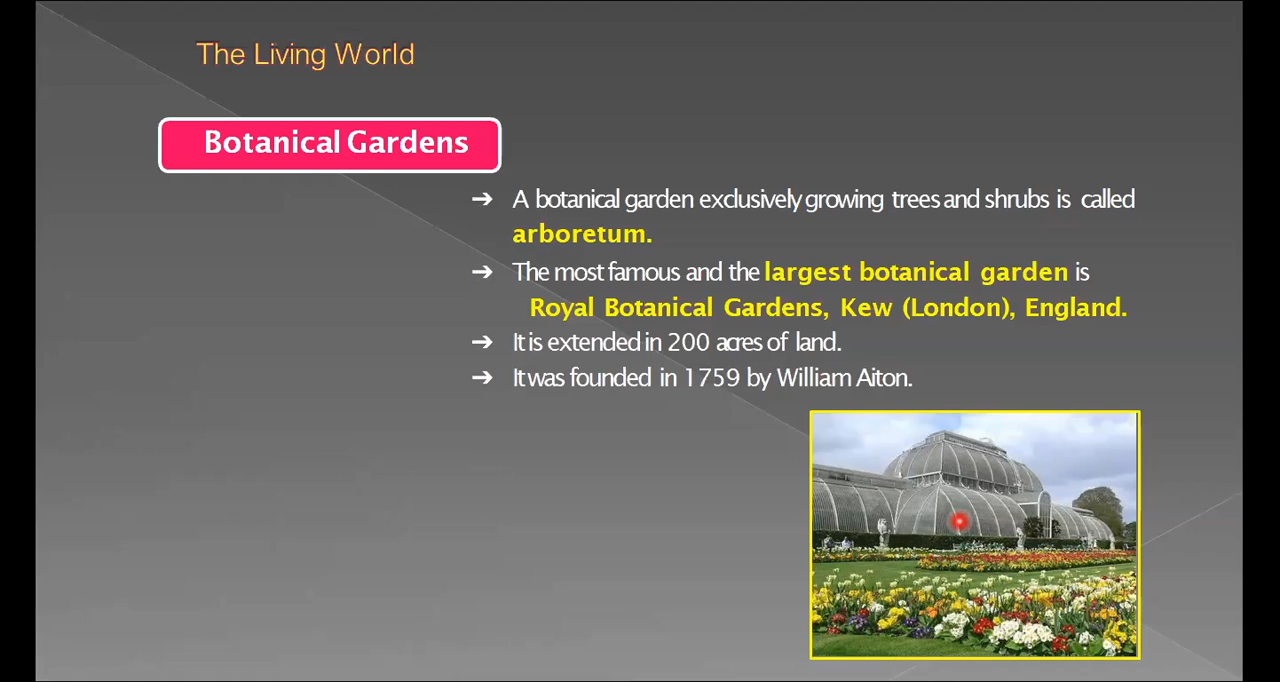 The Living World
Botanical Gardens
➔ A botanical garden exclusively growing trees and shrubs is called
arboretum.
➔ The most famous and the largest botanical garden is
Royal Botanical Gardens, Kew (London), England.
➔ It is extended in 200 acres of land.
➔ It was founded in 1759 by William Aiton.